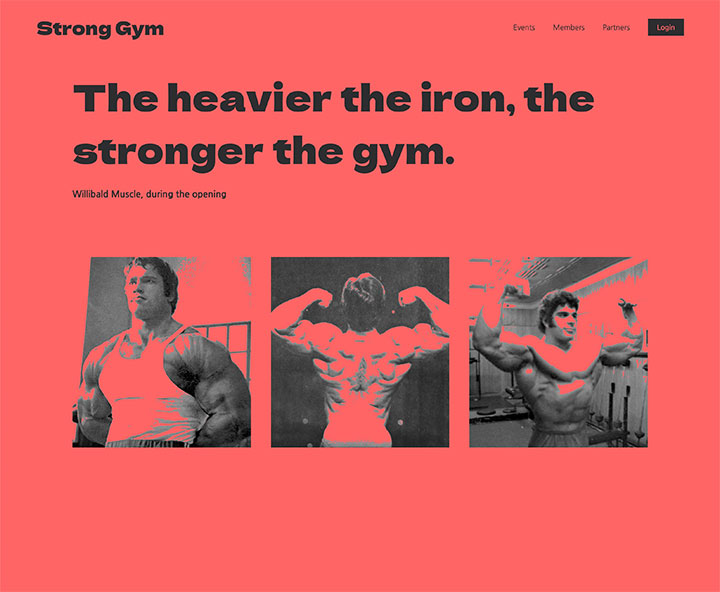 Strong Gym
Events Members Partners Login
The heavier the iron, the
stronger the gym.
Willibald Muscle, during the opening